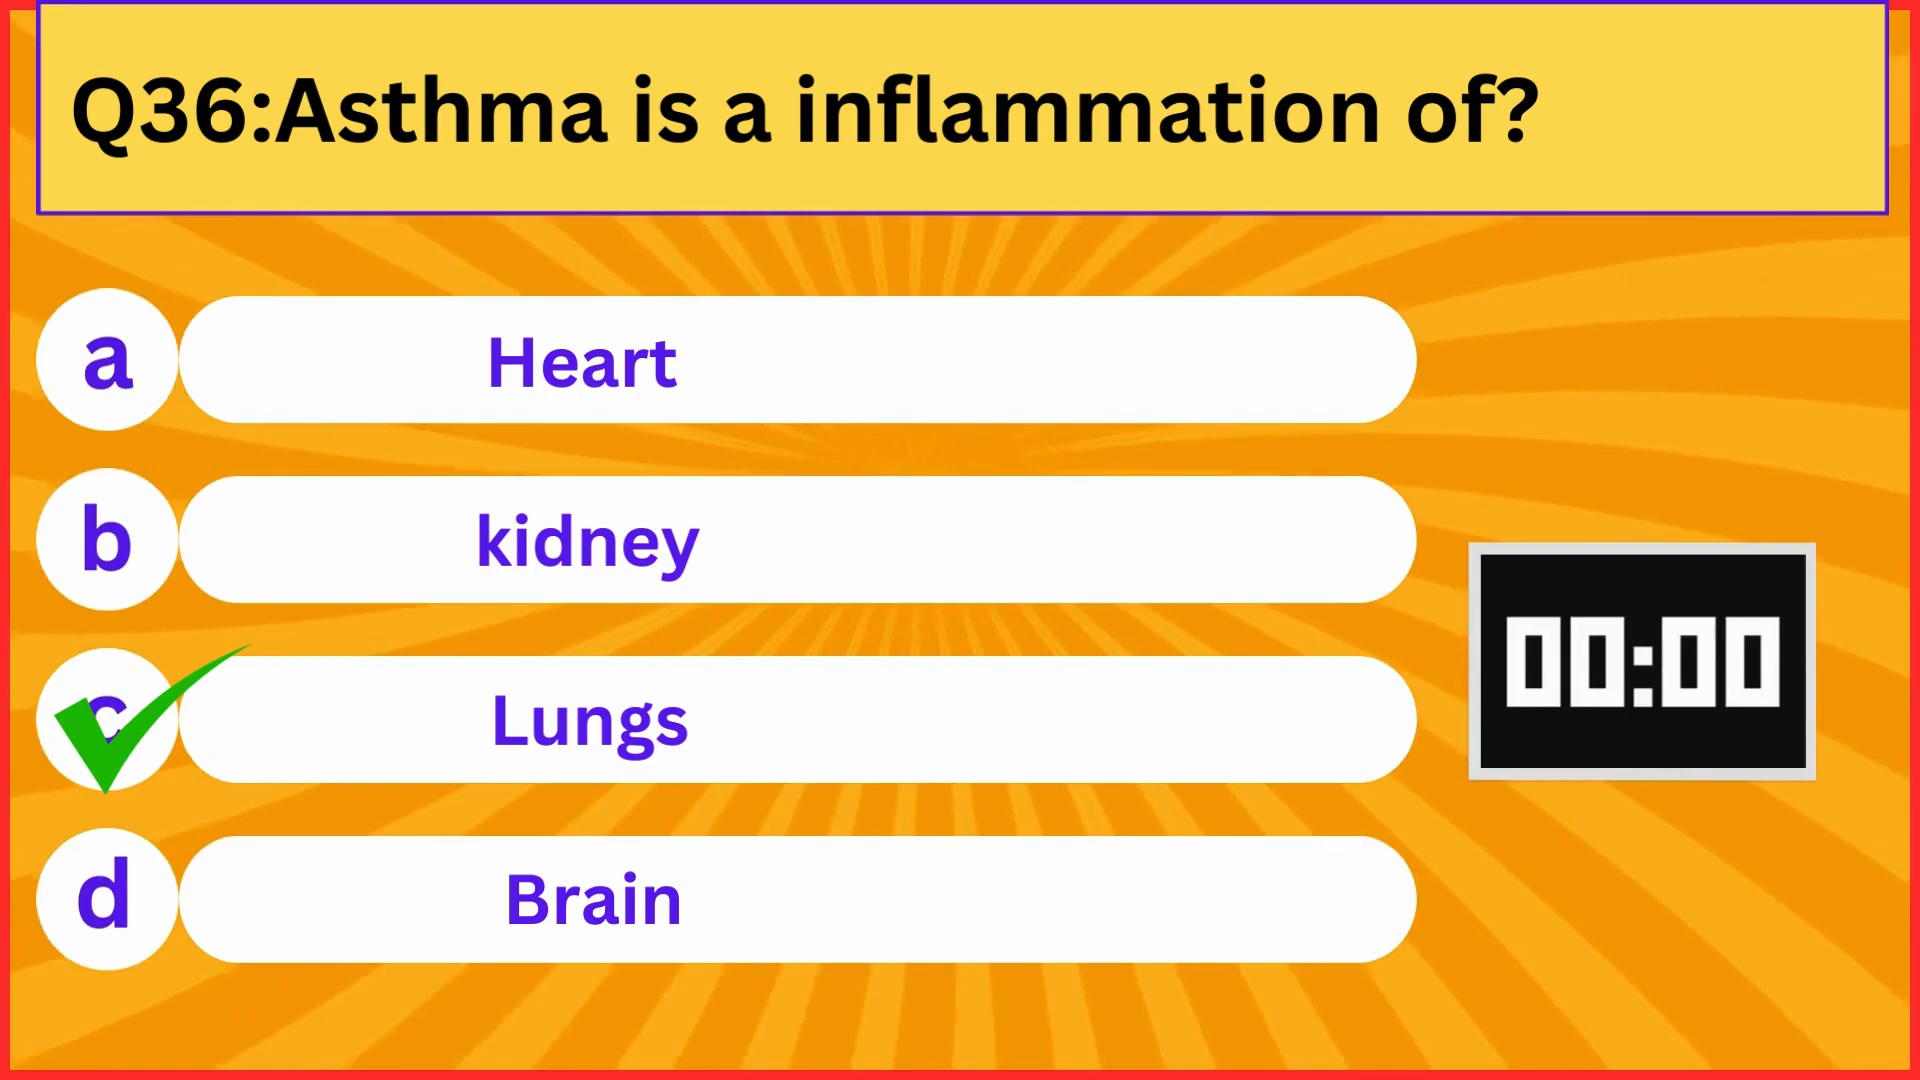 Q36:Asthma is a inflammation of?
a Heart
b kidney
c Lungs
00:00
d Brain